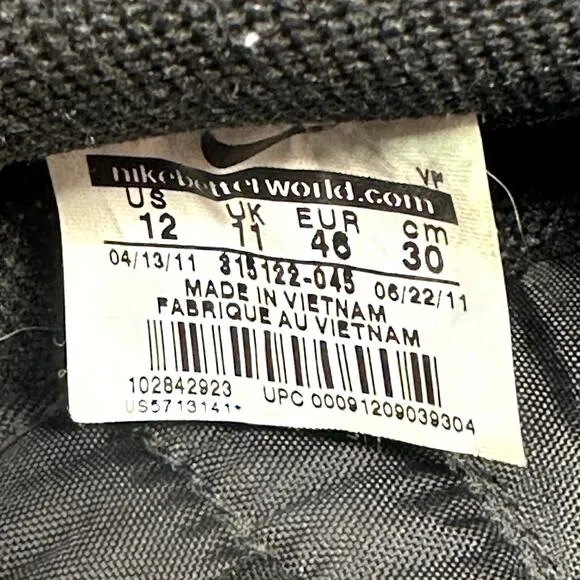 nikebetterworld.com
US UK EUR cm
12 11 46 30
04/13/11 315122-045 06/22/11
MADE IN VIETNAM
FABRIQUE AU VIETNAM
102842923 UPC 00091209039304
US5713141*